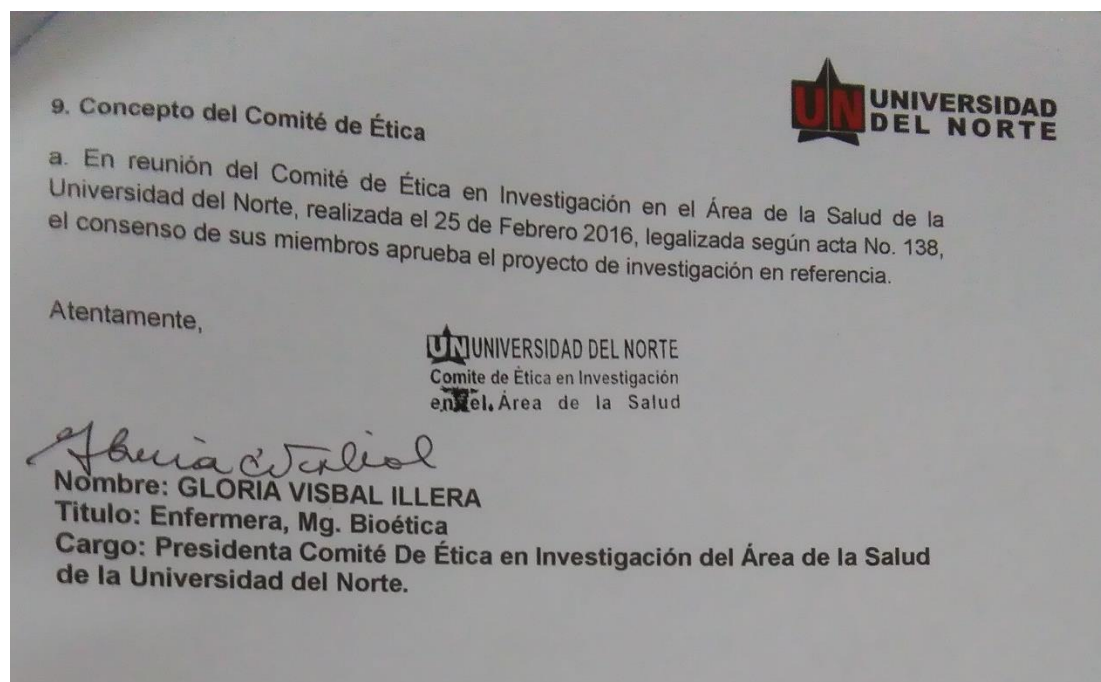 UN UNIVERSIDAD
DEL NORTE
9. Concepto del Comité de Ética
a. En reunión del Comité de Ética en Investigación en el Área de la Salud de la
Universidad del Norte, realizada el 25 de Febrero 2016, legalizada según acta No. 138,
el consenso de sus miembros aprueba el proyecto de investigación en referencia.
Atentamente,
UN UNIVERSIDAD DEL NORTE
Comite de Ética en Investigación
en el Área de la Salud
Nombre: GLORIA VISBAL ILLERA
Titulo: Enfermera, Mg. Bioética
Cargo: Presidenta Comité De Ética en Investigación del Área de la Salud
de la Universidad del Norte.